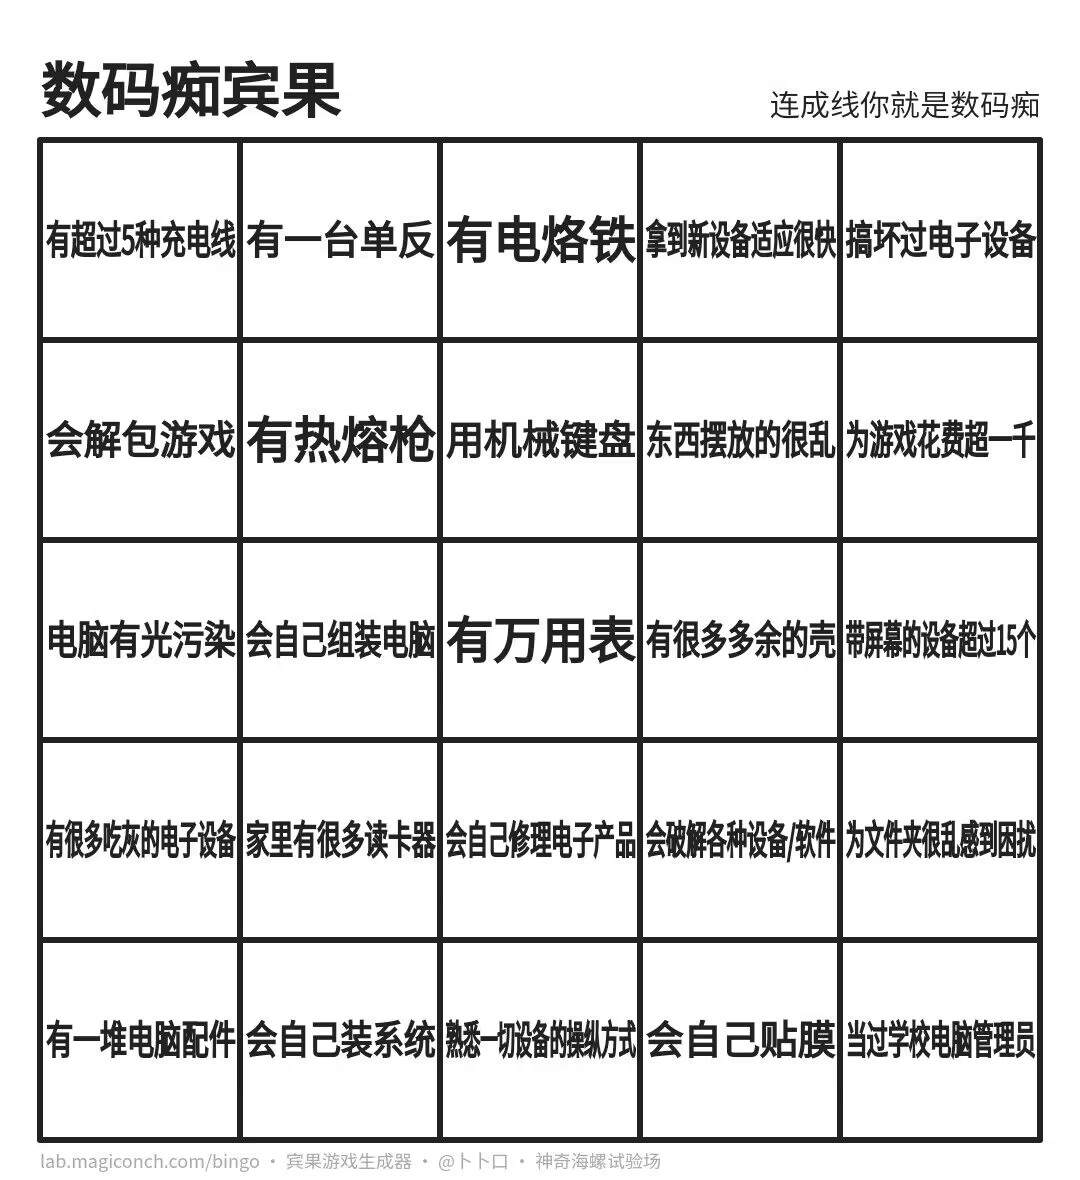 数码痴宾果
连成线你就是数码痴
有超过5种充电线
有一台单反
有电烙铁
拿到新设备适应很快
搞坏过电子设备
会解包游戏
有热熔枪
用机械键盘
东西摆放的很乱
为游戏花费超一千
电脑有光污染
会自己组装电脑
有万用表
有很多多余的壳
带屏幕的设备超过15个
有很多吃灰的电子设备
家里有很多读卡器
会自己修理电子产品
会破解各种设备/软件
为文件夹很乱感到困扰
有一堆电脑配件
会自己装系统
熟悉一切设备的操纵方式
会自己贴膜
当过学校电脑管理员
lab.magiconch.com/bingo · 宾果游戏生成器 · @卜卜口 · 神奇海螺试验场